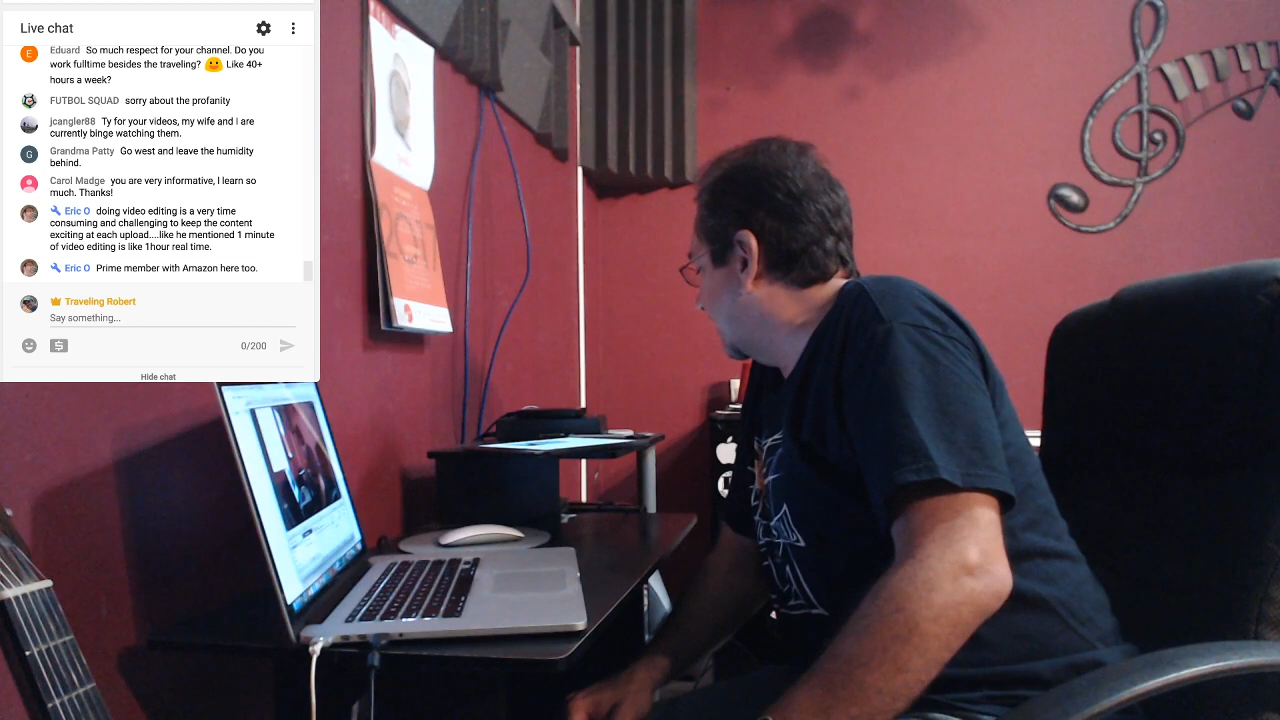 Live chat
Eduard So much respect for your channel. Do you
work fulltime besides the traveling? Like 40+
hours a week?
FUTBOL SQUAD sorry about the profanity
jcangler88 Ty for your videos, my wife and I are
currently binge watching them.
Grandma Patty Go west and leave the humidity
behind.
Carol Madge you are very informative, I learn so
much. Thanks!
Eric O doing video editing is a very time
consuming and challenging to keep the content
exciting at each upload....like he mentioned 1 minute
of video editing is like 1hour real time.
Eric O Prime member with Amazon here too.
Traveling Robert
Say something...
0/200
Hide chat
2017